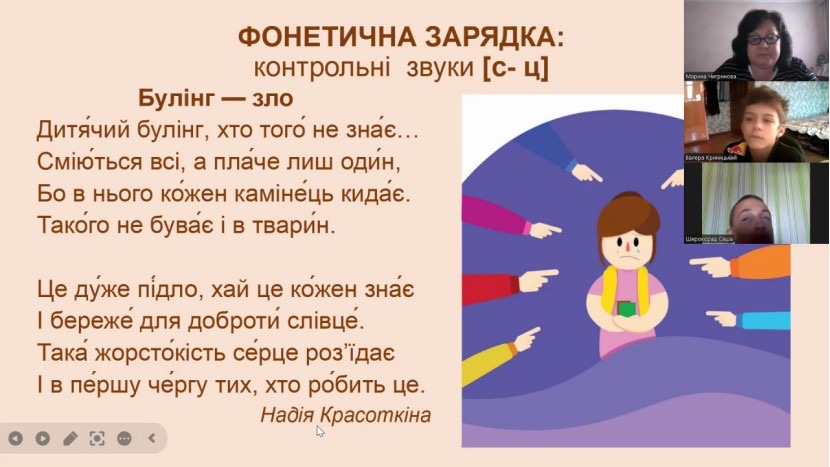 ФОНЕТИЧНА ЗАРЯДКА:
контрольні звуки [с- ц]
Булінг — зло
Дитя́чий булінг, хто того́ не зна́є…
Смію́ться всі, а пла́че лиш оди́н,
Бо в нього ко́жен каміне́ць кида́є.
Тако́го не бува́є і в твари́н.
Це ду́же пі́дло, хай це ко́жен зна́є
І береже́ для доброти́ слівце́.
Така́ жорсто́кість се́рце роз’їда́є
І в пе́ршу че́ргу тих, хто ро́бить це.
Надія Красоткіна
Марина Чигринова
Валера Криницький
Широкорад Саша